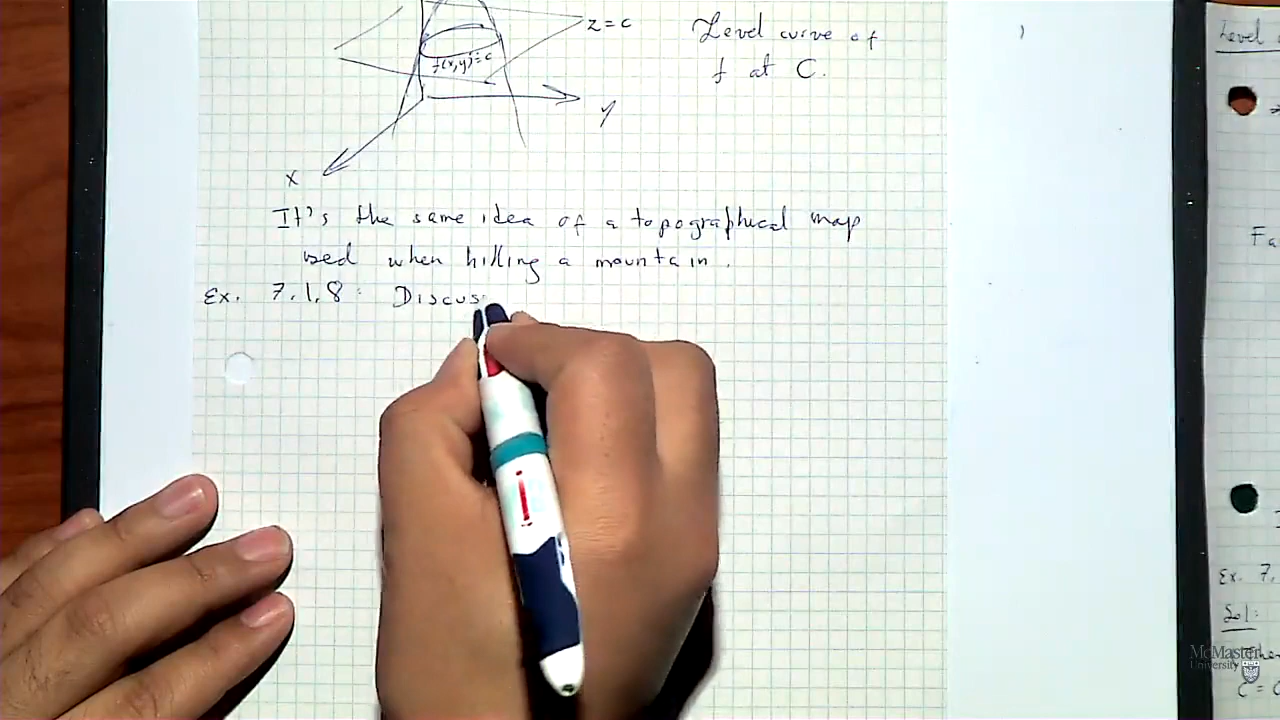 z = c
Level curve of
f(x,y) = c
f at C.
y
x
It's the same idea of a topographical map
used when hilling a mountain.
Ex. 7.1.8: Discus
Level
Fa
Ex. 7.
Sol:
McMaster
University
C =